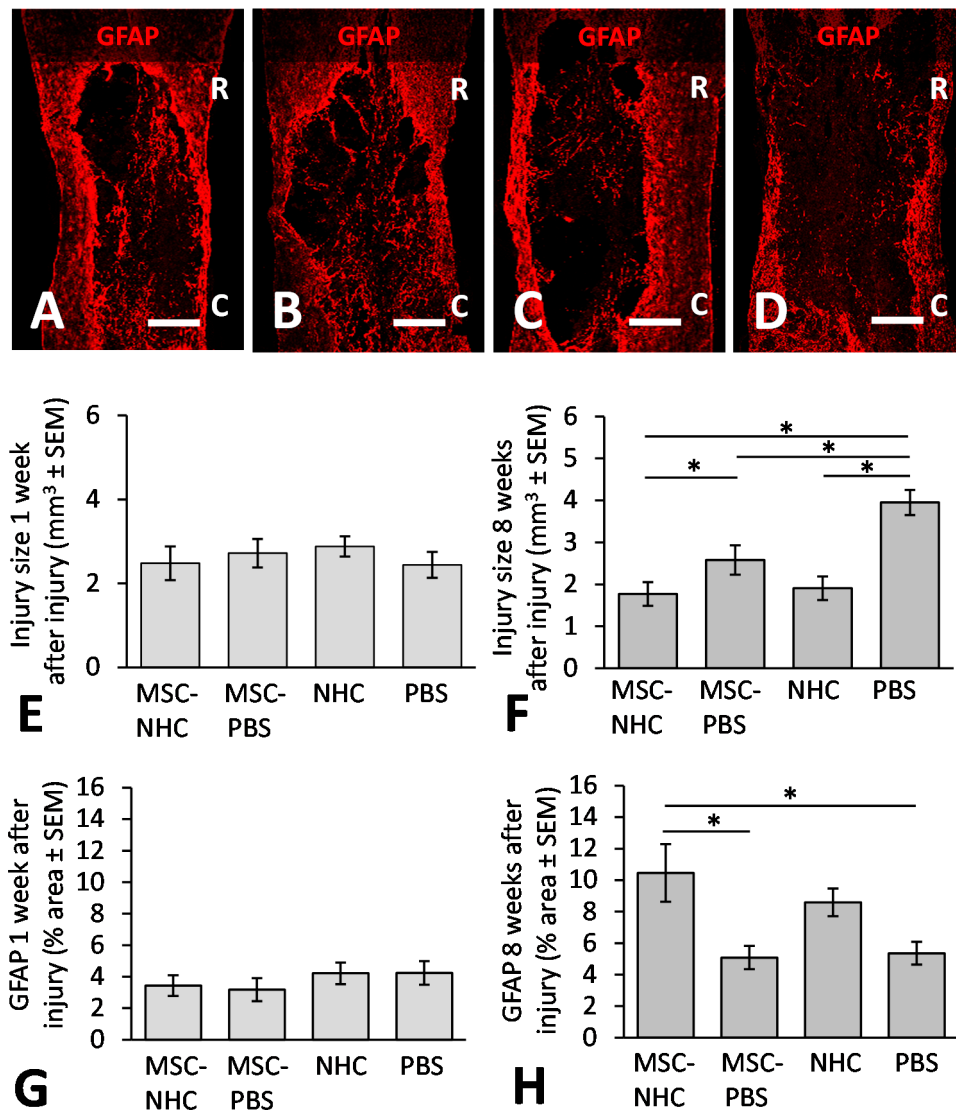 GFAP
R
A
C
GFAP
R
B
C
GFAP
R
C
C
GFAP
R
D
C
Injury size 1 week
after injury (mm³ ± SEM)
6
4
2
0
MSC-
NHC
MSC-
PBS
NHC
PBS
E
Injury size 8 weeks
after injury (mm³ ± SEM)
6
5
4
3
2
1
0
*
*
*
*
MSC-
NHC
MSC-
PBS
NHC
PBS
F
GFAP 1 week after
injury (% area ± SEM)
16
14
12
10
8
6
4
2
0
MSC-
NHC
MSC-
PBS
NHC
PBS
G
GFAP 8 weeks after
injury (% area ± SEM)
16
14
12
10
8
6
4
2
0
*
*
MSC-
NHC
MSC-
PBS
NHC
PBS
H